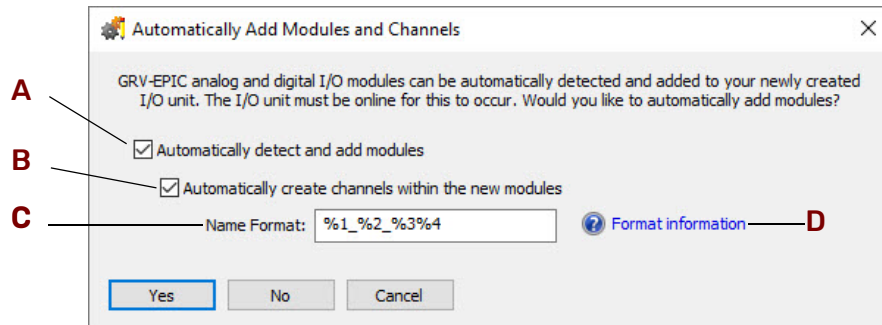 Automatically Add Modules and Channels
GRV-EPIC analog and digital I/O modules can be automatically detected and added to your newly created
I/O unit. The I/O unit must be online for this to occur. Would you like to automatically add modules?
A
Automatically detect and add modules
B
Automatically create channels within the new modules
C
Name Format: %1_%2_%3%4 ? Format information D
Yes No Cancel